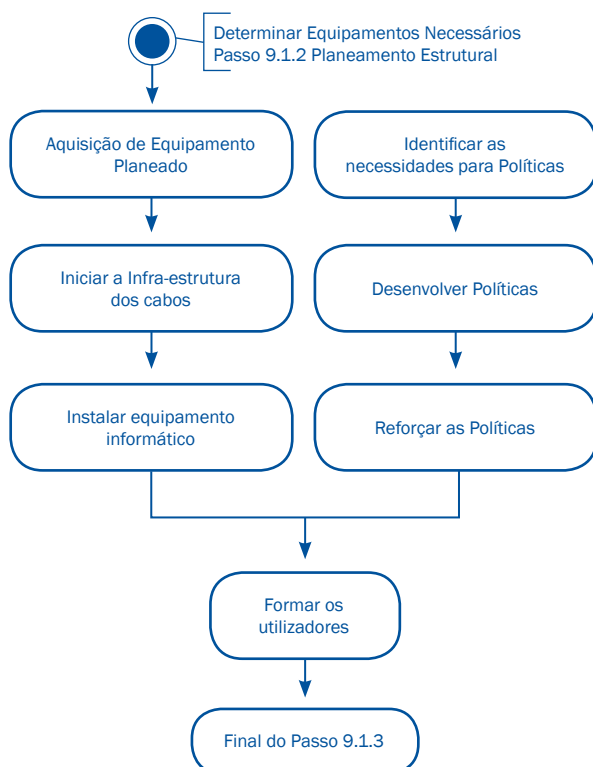 Determinar Equipamentos Necessários
Passo 9.1.2 Planeamento Estrutural
Aquisição de Equipamento
Planeado
Identificar as
necessidades para Políticas
Iniciar a Infra-estrutura
dos cabos
Desenvolver Políticas
Instalar equipamento
informático
Reforçar as Políticas
Formar os
utilizadores
Final do Passo 9.1.3